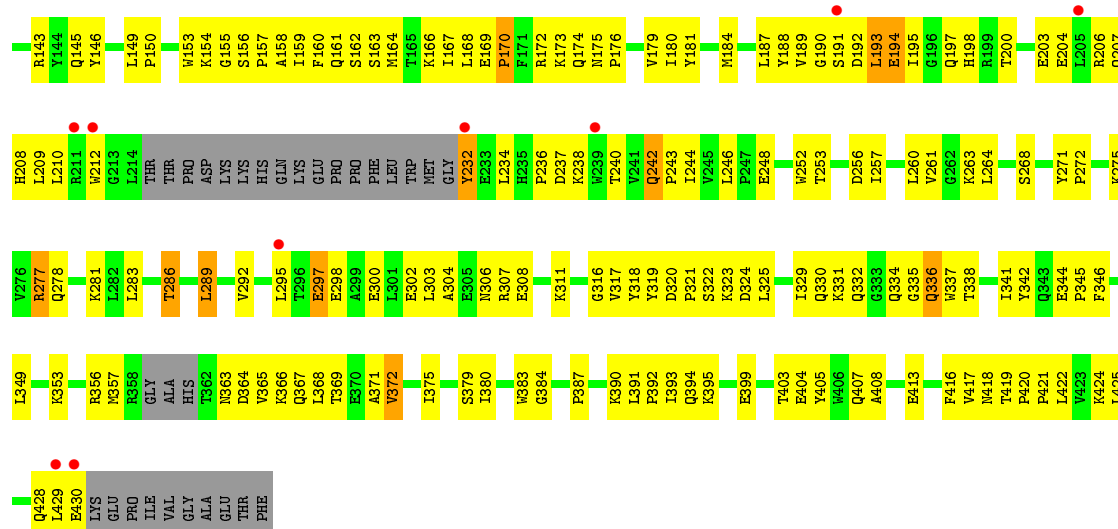 R143 Y144 Q145 Y146 L149 P150 W153 K154 G155 S156 P157 A158 I159 F160 Q161 S162 S163 M164 T165 K166 I167 L168 E169 P170 F171 R172 K173 Q174 N175 P176 V179 I180 Y181 M184 L187 Y188 V189 G190 S191 D192 L193 E194 I195 G196 Q197 H198 R199 T200 E203 E204 L205 R206 Q207
H208 L209 L210 R211 W212 G213 L214 THR THR PRO ASP LYS LYS HIS GLN LYS GLU PRO PRO PHE LEU TRP MET GLY Y232 E233 L234 H235 P236 D237 K238 W239 T240 V241 Q242 P243 I244 V245 L246 P247 E248 W252 T253 D256 I257 L260 V261 G262 K263 L264 S268 Y271 P272 K275
V276 R277 Q278 K281 L282 L283 T286 L289 V292 L295 T296 E297 E298 A299 E300 L301 E302 L303 A304 E305 N306 R307 E308 K311 G316 V317 Y318 Y319 D320 P321 S322 K323 D324 L325 I329 Q330 K331 Q332 G333 Q334 G335 Q336 W337 T338 I341 Y342 Q343 E344 P345 F346
L349 K353 R356 M357 R358 GLY ALA HIS T362 N363 D364 V365 K366 Q367 L368 T369 E370 A371 V372 I375 S379 I380 W383 G384 P387 K390 L391 P392 I393 Q394 K395 E399 T403 E404 Y405 W406 Q407 A408 E413 F416 V417 N418 T419 P420 P421 L422 V423 K424 L425
Q428 L429 E430 LYS GLU PRO ILE VAL GLY ALA GLU THR PHE